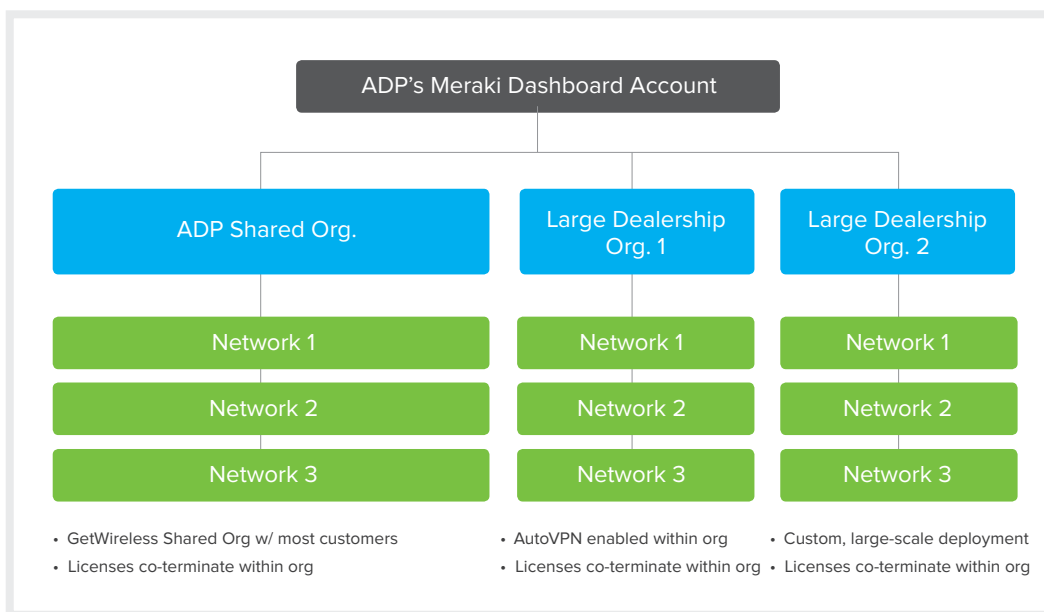 ADP’s Meraki Dashboard Account
ADP Shared Org.
Large Dealership
Org. 1
Large Dealership
Org. 2
Network 1
Network 1
Network 1
Network 2
Network 2
Network 2
Network 3
Network 3
Network 3
• GetWireless Shared Org w/ most customers
• Licenses co-terminate within org
• AutoVPN enabled within org
• Licenses co-terminate within org
• Custom, large-scale deployment
• Licenses co-terminate within org